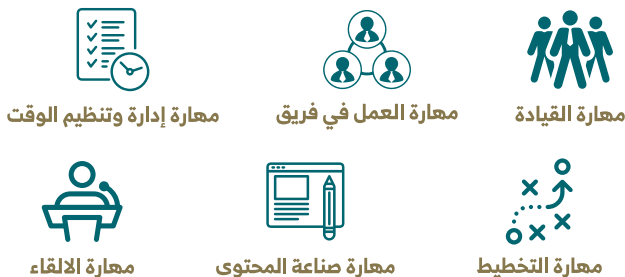 مهارة القيادة
مهارة العمل في فريق
مهارة إدارة وتنظيم الوقت
مهارة التخطيط
مهارة صناعة المحتوى
مهارة الالقاء